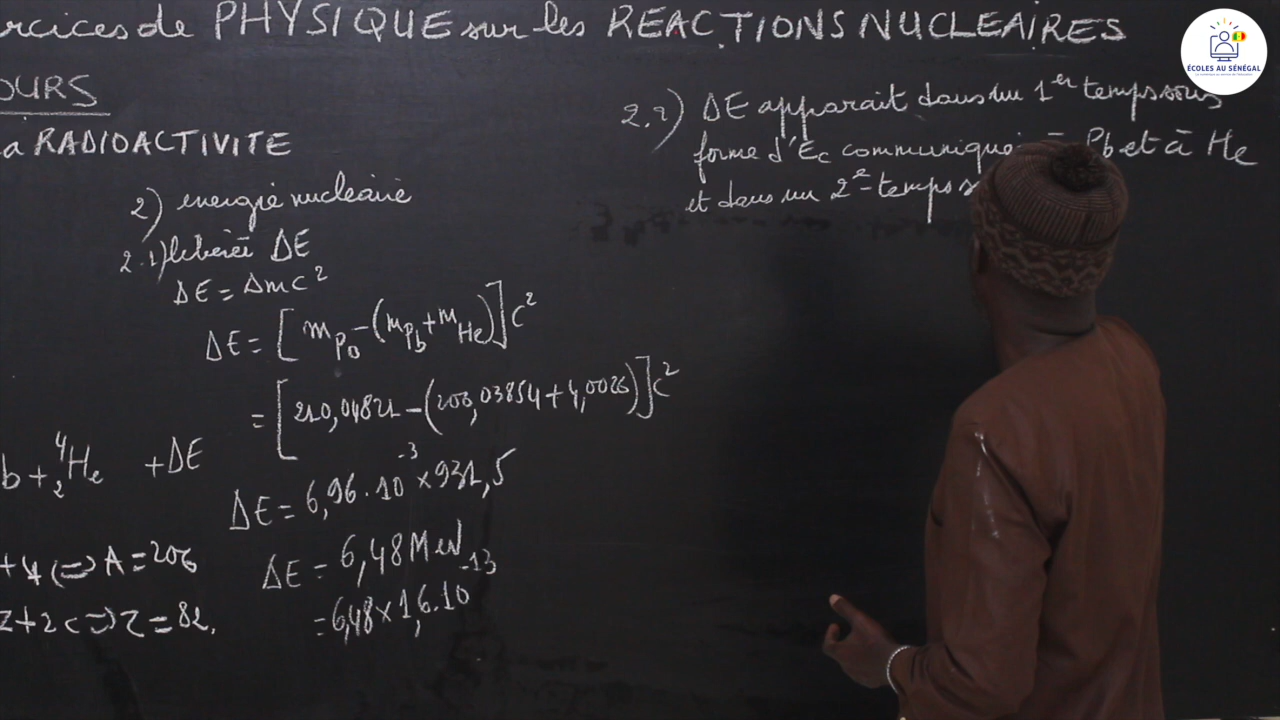 rcices de PHYSIQUE sur les REACTIONS NUCLEAIRES
OURS
a RADIOACTIVITE
2) energie nucléaire
2.1) libérée ΔE
ΔE = Δmc²
ΔE = [m_Po - (m_Pb + m_He)] C²
= [210,04821 - (206,03854 + 4,0026)] C²
b + ⁴₂He + ΔE
ΔE = 6,96.10⁻³ × 931,5
+ 4 ⇔ A = 206
ΔE = 6,48 MeV
Z + 2 ⇔ Z = 82.
= 6,48 × 1,6.10⁻¹³
2.2) ΔE apparait dans un 1er temps sous
forme d'Ec communiqué à Pb et à He
et dans un 2e temps s
ÉCOLES AU SÉNÉGAL